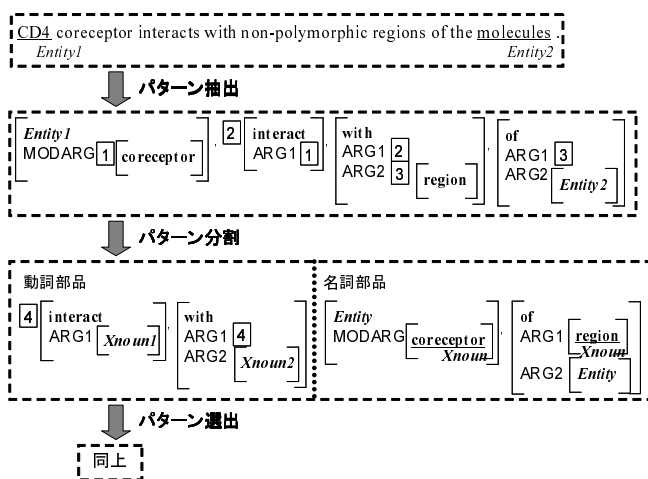 CD4 coreceptor interacts with non-polymorphic regions of the molecules .
Entity1 Entity2
パターン抽出
Entity1
MODARG 1 coreceptor
,
2 interact
ARG1 1
,
with
ARG1 2
ARG2 3 region
,
of
ARG1 3
ARG2 Entity2
パターン分割
動詞部品
4 interact
ARG1 Xnoun1
,
with
ARG1 4
ARG2 Xnoun2
名詞部品
Entity
MODARG coreceptor
Xnoun
,
of
ARG1 region
Xnoun
ARG2 Entity
パターン選出
同上